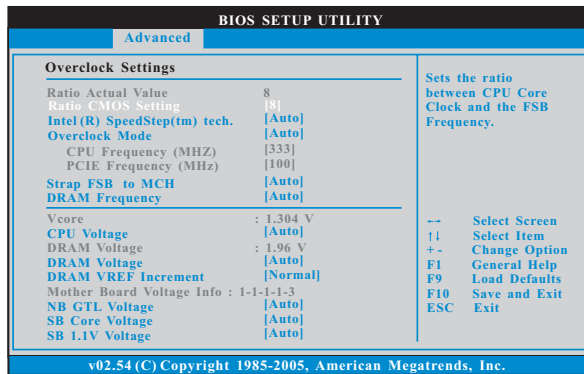 BIOS SETUP UTILITY
Advanced
Overclock Settings
Ratio Actual Value 8
Ratio CMOS Setting [8]
Intel(R) SpeedStep(tm) tech. [Auto]
Overclock Mode [Auto]
CPU Frequency (MHZ) [333]
PCIE Frequency (MHz) [100]
Strap FSB to MCH [Auto]
DRAM Frequency [Auto]
Vcore : 1.304 V
CPU Voltage [Auto]
DRAM Voltage : 1.96 V
DRAM Voltage [Auto]
DRAM VREF Increment [Normal]
Mother Board Voltage Info : 1-1-1-1-3
NB GTL Voltage [Auto]
SB Core Voltage [Auto]
SB 1.1V Voltage [Auto]
Sets the ratio
between CPU Core
Clock and the FSB
Frequency.
←→ Select Screen
↑↓ Select Item
+ - Change Option
F1 General Help
F9 Load Defaults
F10 Save and Exit
ESC Exit
v02.54 (C) Copyright 1985-2005, American Megatrends, Inc.